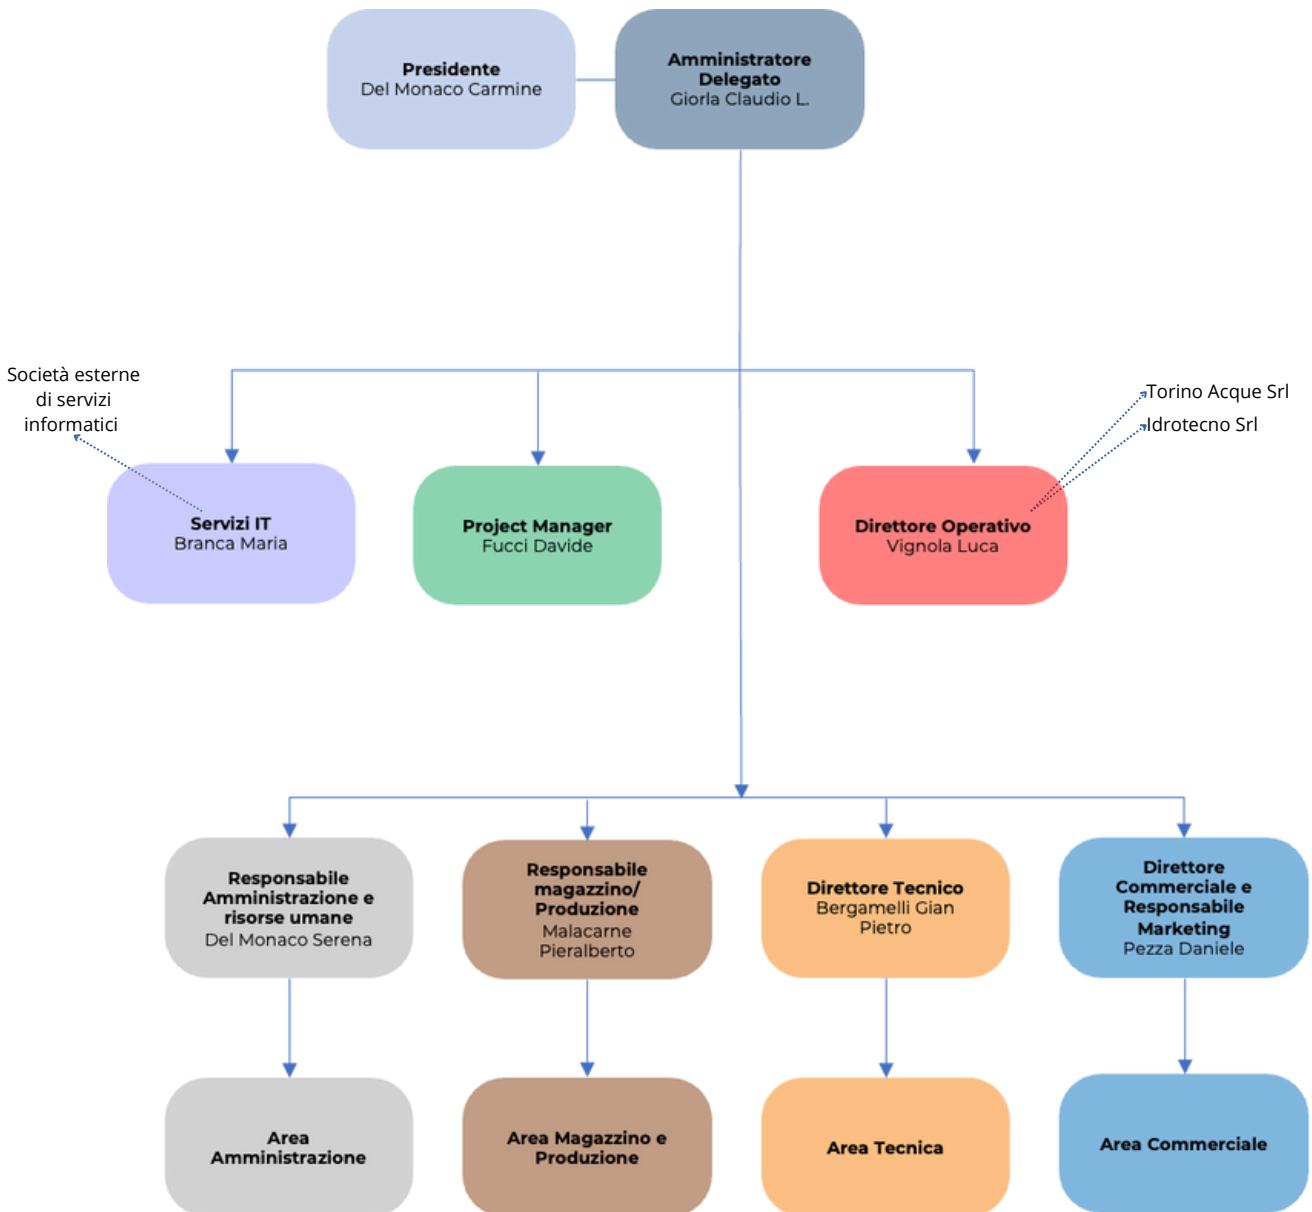 Presidente
Del Monaco Carmine
Amministratore
Delegato
Giorla Claudio L.
Società esterne
di servizi
informatici
Torino Acque Srl
Idrotecno Srl
Servizi IT
Branca Maria
Project Manager
Fucci Davide
Direttore Operativo
Vignola Luca
Responsabile
Amministrazione e
risorse umane
Del Monaco Serena
Responsabile
magazzino/
Produzione
Malacarne
Pieralberto
Direttore Tecnico
Bergamelli Gian
Pietro
Direttore
Commerciale e
Responsabile
Marketing
Pezza Daniele
Area
Amministrazione
Area Magazzino e
Produzione
Area Tecnica
Area Commerciale